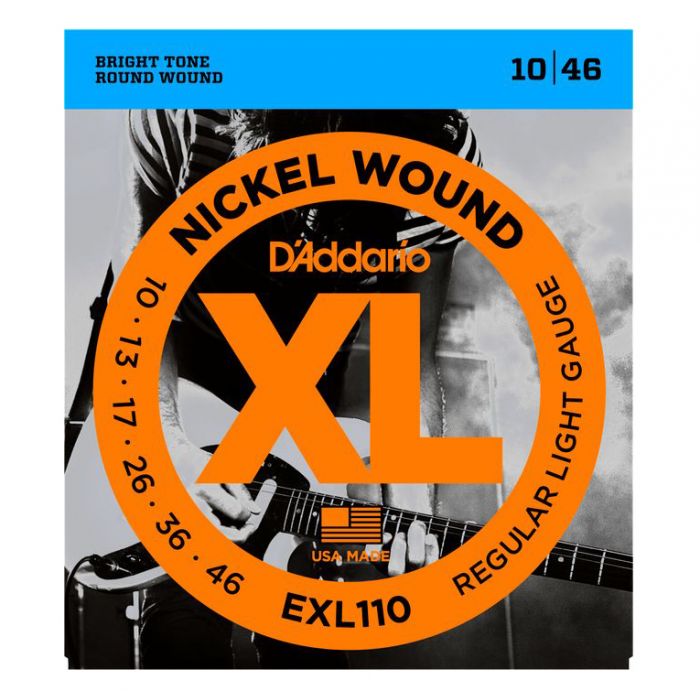 BRIGHT TONE
ROUND WOUND
10|46
NICKEL WOUND
D'Addario
XL
10 · 13 · 17 · 26 · 36 · 46
REGULAR LIGHT GAUGE
USA MADE
EXL110